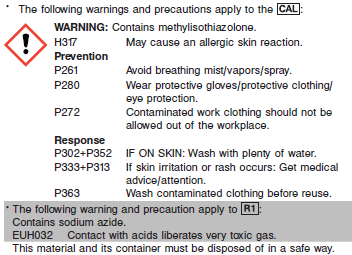 * The following warnings and precautions apply to the CAL:
WARNING: Contains methylisothiazolone.
H317 May cause an allergic skin reaction.
Prevention
P261 Avoid breathing mist/vapors/spray.
P280 Wear protective gloves/protective clothing/
eye protection.
P272 Contaminated work clothing should not be
allowed out of the workplace.
Response
P302+P352 IF ON SKIN: Wash with plenty of water.
P333+P313 If skin irritation or rash occurs: Get medical
advice/attention.
P363 Wash contaminated clothing before reuse.
* The following warning and precaution apply to R1:
Contains sodium azide.
EUH032 Contact with acids liberates very toxic gas.
This material and its container must be disposed of in a safe way.